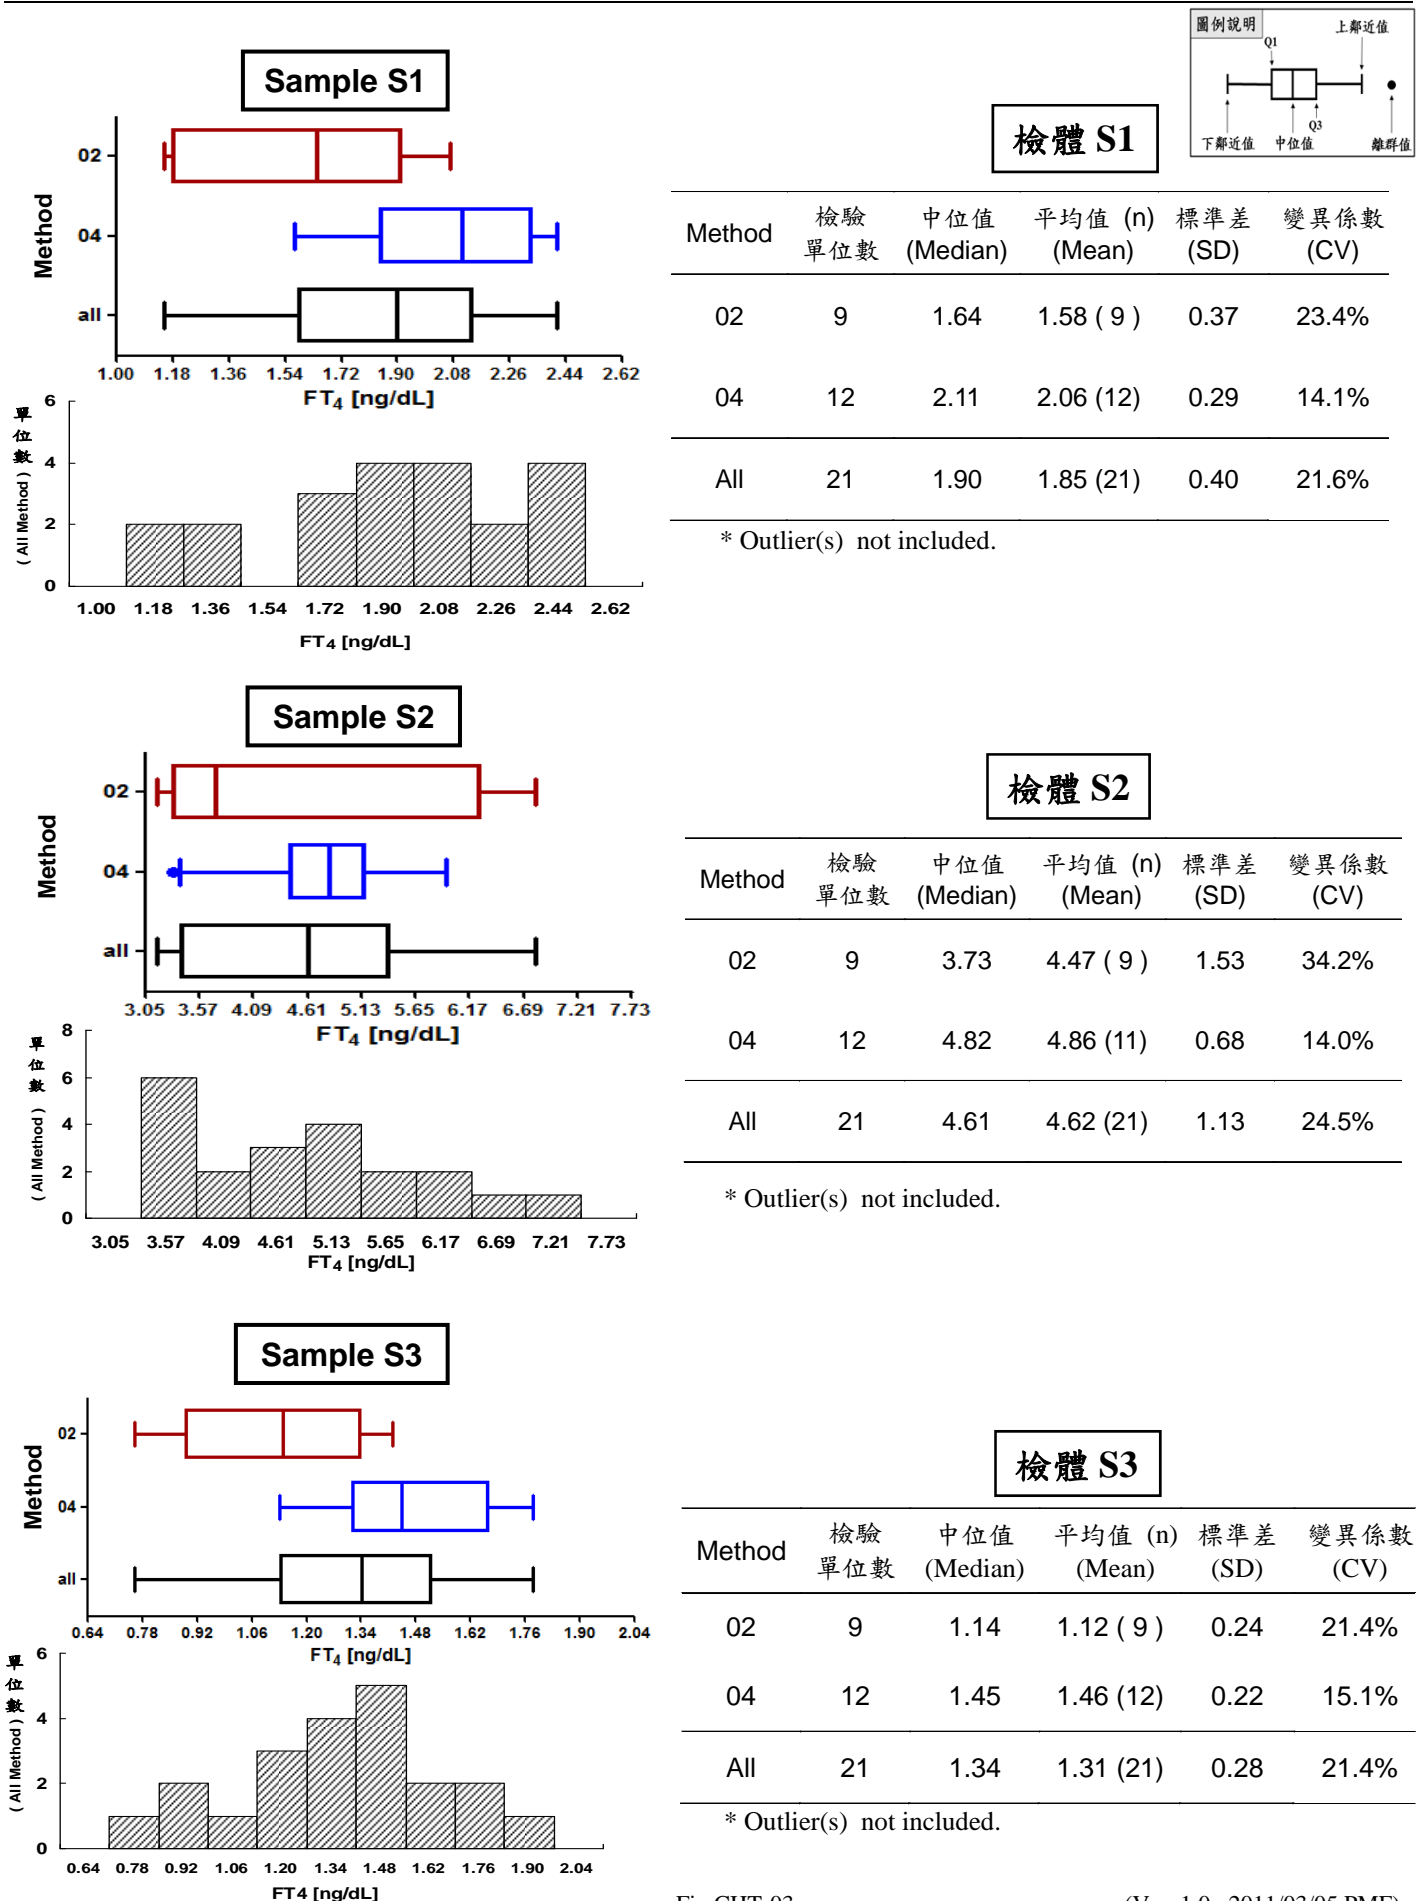 圖例說明
Q1
上鄰近值
Q3
下鄰近值 中位值 離群值
Sample S1
檢體 S1
Method
02
04
all
1.00 1.18 1.36 1.54 1.72 1.90 2.08 2.26 2.44 2.62
FT4 [ng/dL]
單位數
( All Method )
6
4
2
0
1.00 1.18 1.36 1.54 1.72 1.90 2.08 2.26 2.44 2.62
FT4 [ng/dL]
Method 檢驗單位數 中位值 (Median) 平均值 (n) (Mean) 標準差 (SD) 變異係數 (CV)
02 9 1.64 1.58 ( 9 ) 0.37 23.4%
04 12 2.11 2.06 (12) 0.29 14.1%
All 21 1.90 1.85 (21) 0.40 21.6%
* Outlier(s) not included.
Sample S2
檢體 S2
Method
02
04
all
3.05 3.57 4.09 4.61 5.13 5.65 6.17 6.69 7.21 7.73
FT4 [ng/dL]
單位數
( All Method )
8
6
4
2
0
3.05 3.57 4.09 4.61 5.13 5.65 6.17 6.69 7.21 7.73
FT4 [ng/dL]
Method 檢驗單位數 中位值 (Median) 平均值 (n) (Mean) 標準差 (SD) 變異係數 (CV)
02 9 3.73 4.47 ( 9 ) 1.53 34.2%
04 12 4.82 4.86 (11) 0.68 14.0%
All 21 4.61 4.62 (21) 1.13 24.5%
* Outlier(s) not included.
Sample S3
檢體 S3
Method
02
04
all
0.64 0.78 0.92 1.06 1.20 1.34 1.48 1.62 1.76 1.90 2.04
FT4 [ng/dL]
單位數
( All Method )
6
4
2
0
0.64 0.78 0.92 1.06 1.20 1.34 1.48 1.62 1.76 1.90 2.04
FT4 [ng/dL]
Method 檢驗單位數 中位值 (Median) 平均值 (n) (Mean) 標準差 (SD) 變異係數 (CV)
02 9 1.14 1.12 ( 9 ) 0.24 21.4%
04 12 1.45 1.46 (12) 0.22 15.1%
All 21 1.34 1.31 (21) 0.28 21.4%
* Outlier(s) not included.